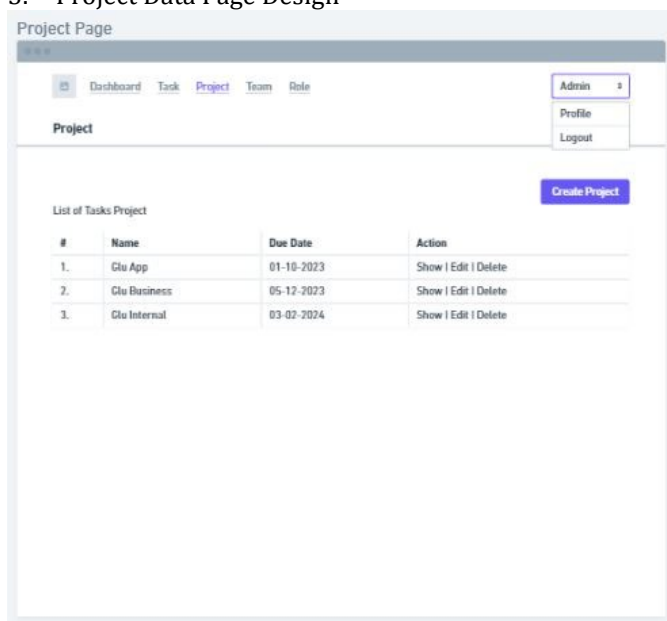 3. Project Data Page Design
Project Page
Dashboard Task Project Team Role Admin
Profile
Project
Logout
Create Project
List of Tasks Project
# Name Due Date Action
1. Glu App 01-10-2023 Show | Edit | Delete
2. Glu Business 05-12-2023 Show | Edit | Delete
3. Glu Internal 03-02-2024 Show | Edit | Delete